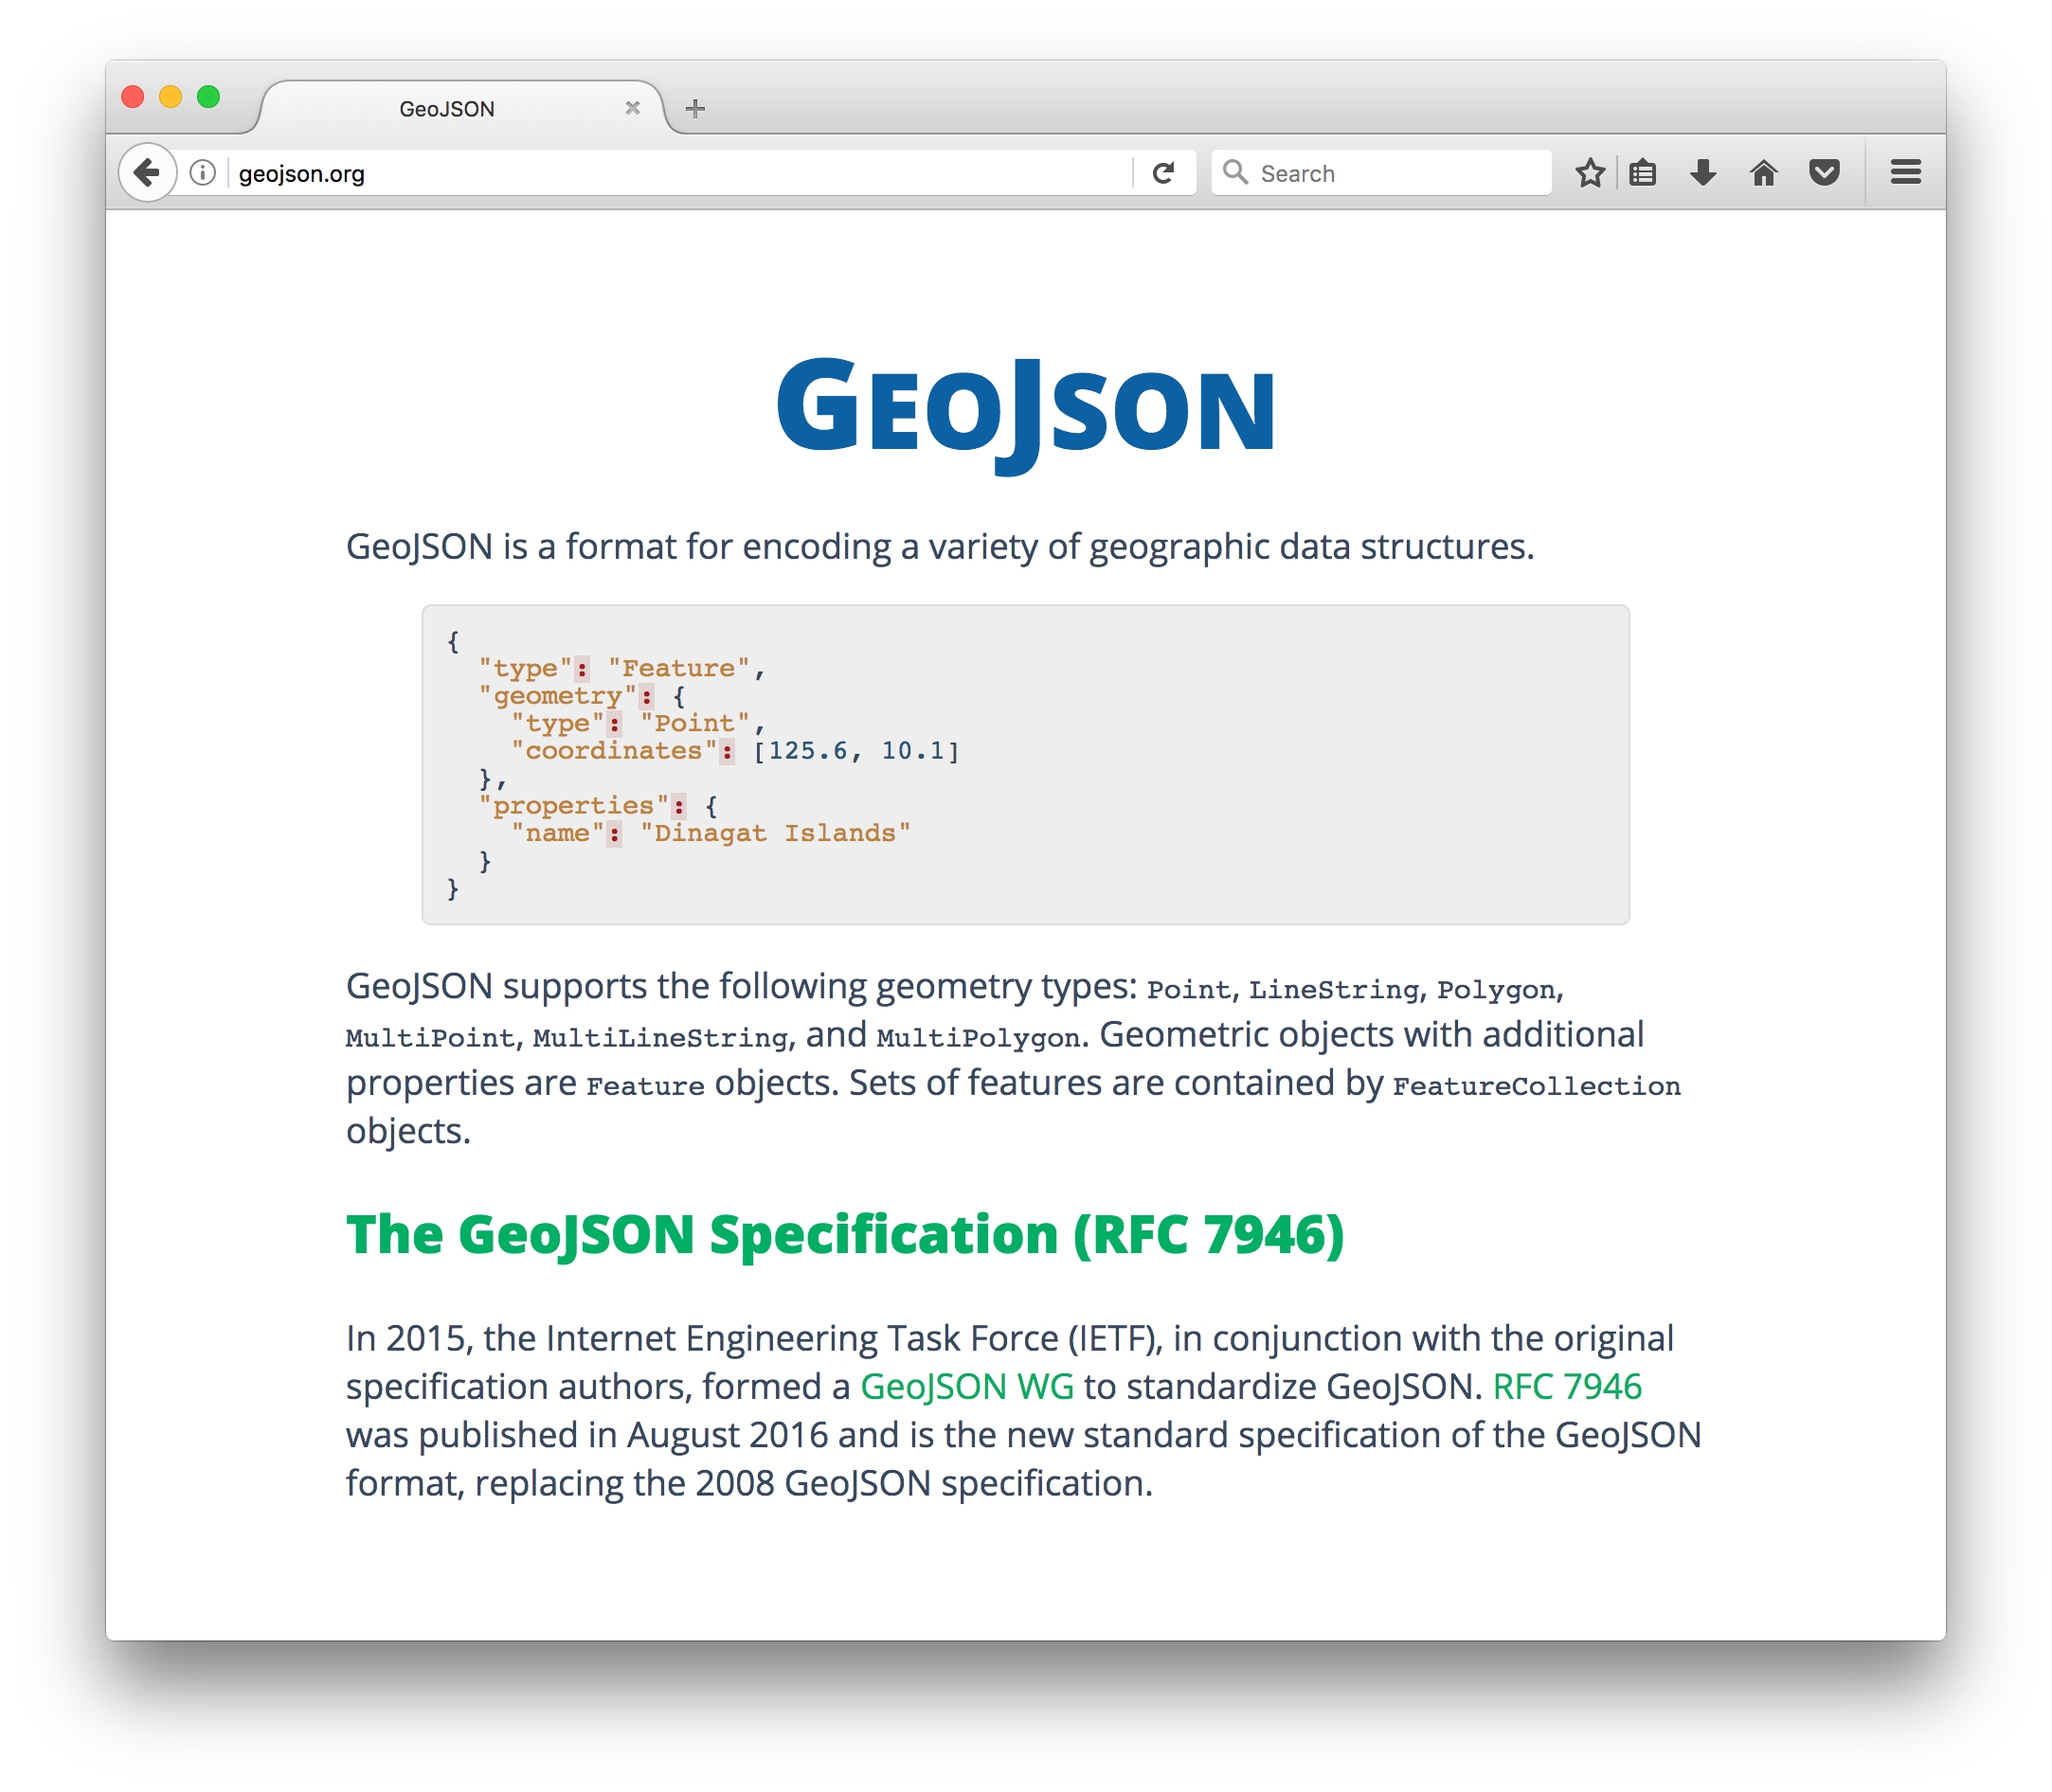 GeoJSON
geojson.org
Search
GEOJSON
GeoJSON is a format for encoding a variety of geographic data structures.
{
  "type": "Feature",
  "geometry": {
    "type": "Point",
    "coordinates": [125.6, 10.1]
  },
  "properties": {
    "name": "Dinagat Islands"
  }
}
GeoJSON supports the following geometry types: Point, LineString, Polygon,
MultiPoint, MultiLineString, and MultiPolygon. Geometric objects with additional
properties are Feature objects. Sets of features are contained by FeatureCollection
objects.
The GeoJSON Specification (RFC 7946)
In 2015, the Internet Engineering Task Force (IETF), in conjunction with the original
specification authors, formed a GeoJSON WG to standardize GeoJSON. RFC 7946
was published in August 2016 and is the new standard specification of the GeoJSON
format, replacing the 2008 GeoJSON specification.